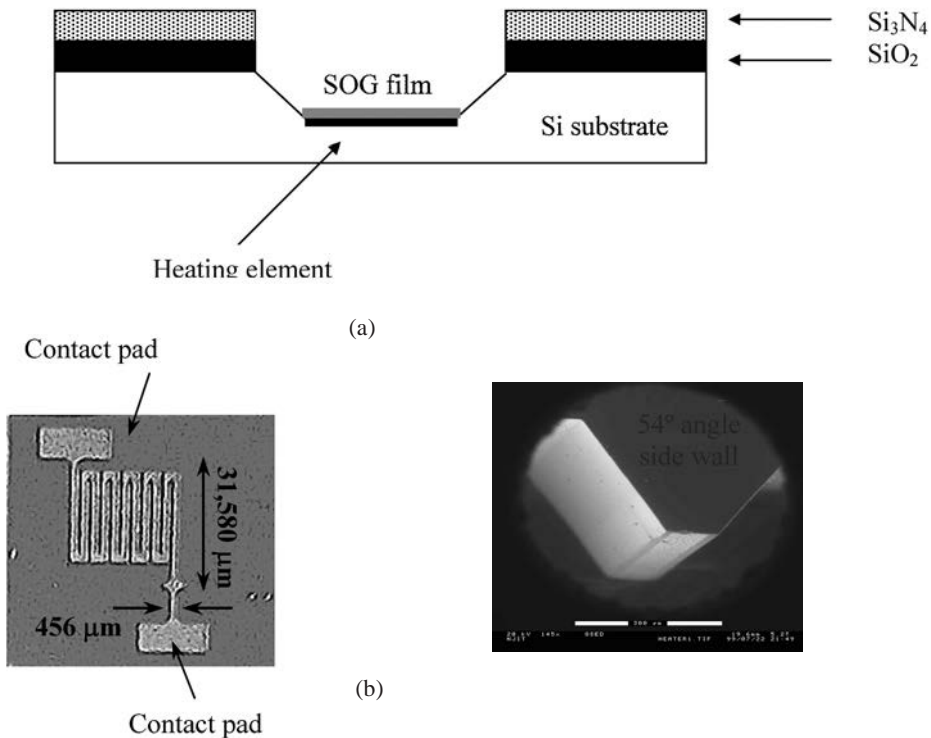 Si3N4
SiO2
SOG film
Si substrate
Heating element
(a)
Contact pad
31,580 μm
456 μm
Contact pad
54° angle
side wall
(b)